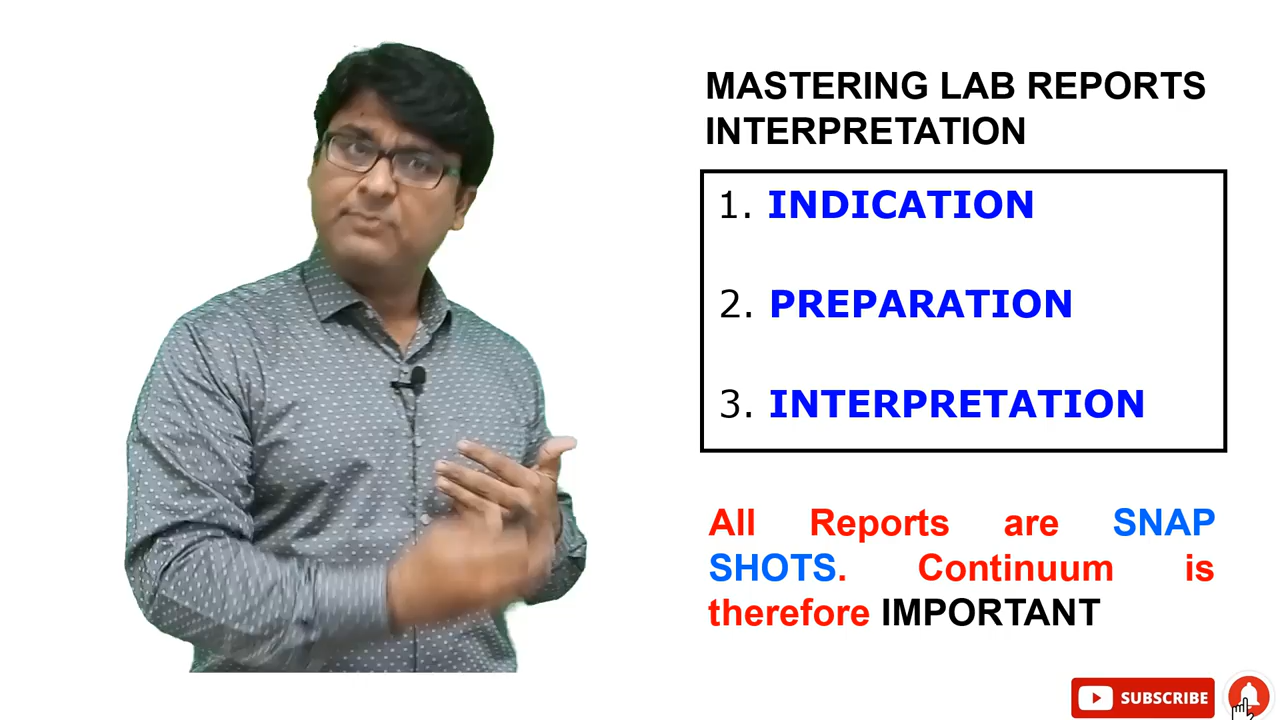 MASTERING LAB REPORTS
INTERPRETATION
1. INDICATION
2. PREPARATION
3. INTERPRETATION
All Reports are SNAP
SHOTS. Continuum is
therefore IMPORTANT
SUBSCRIBE